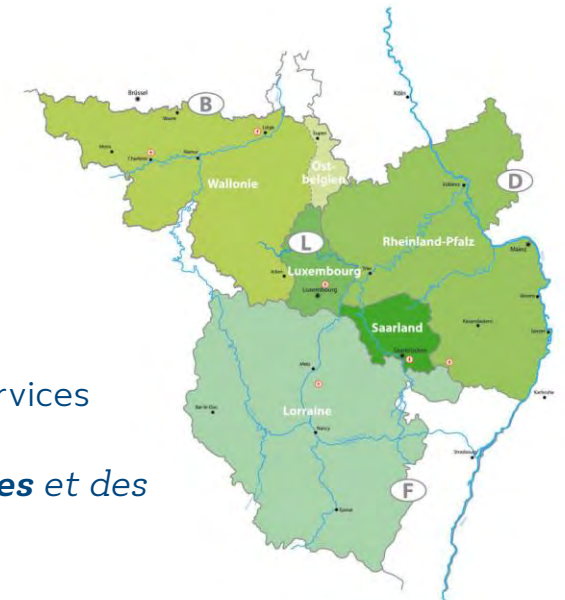 Köln
Brüssel
B
Wavre
Liège
Eupen
Mons
Charleroi
Namur
Ost-
belgien
D
Koblenz
Wallonie
L
Rheinland-Pfalz
Mainz
Arlon
Luxembourg
Trier
Luxembourg
Worms
Saarland
Kaiserslautern
Speyer
Saarbrücken
Metz
Karlsruhe
rvices
Bar-le-Duc
Lorraine
Nancy
Strasbourg
es et des
F
Épinal